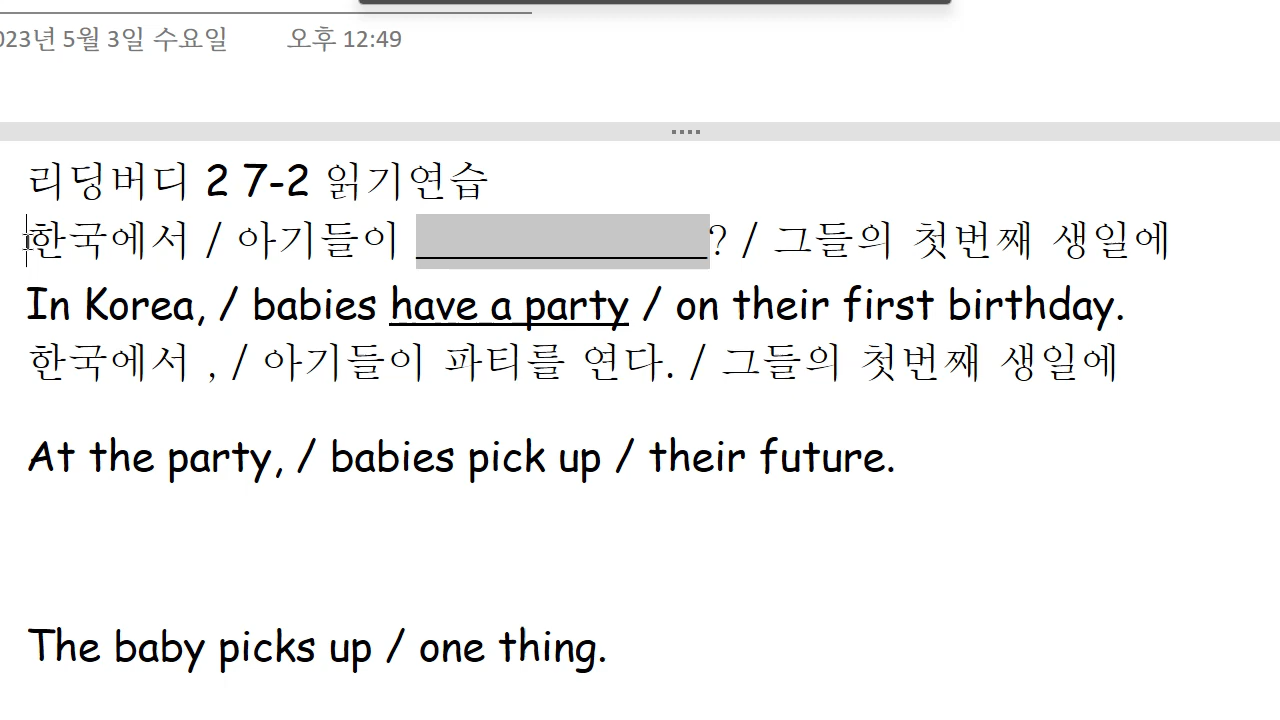 023년 5월 3일 수요일 오후 12:49
리딩버디 2 7-2 읽기연습
한국에서 / 아기들이 ____________? / 그들의 첫번째 생일에
In Korea, / babies have a party / on their first birthday.
한국에서 , / 아기들이 파티를 연다. / 그들의 첫번째 생일에
At the party, / babies pick up / their future.
The baby picks up / one thing.